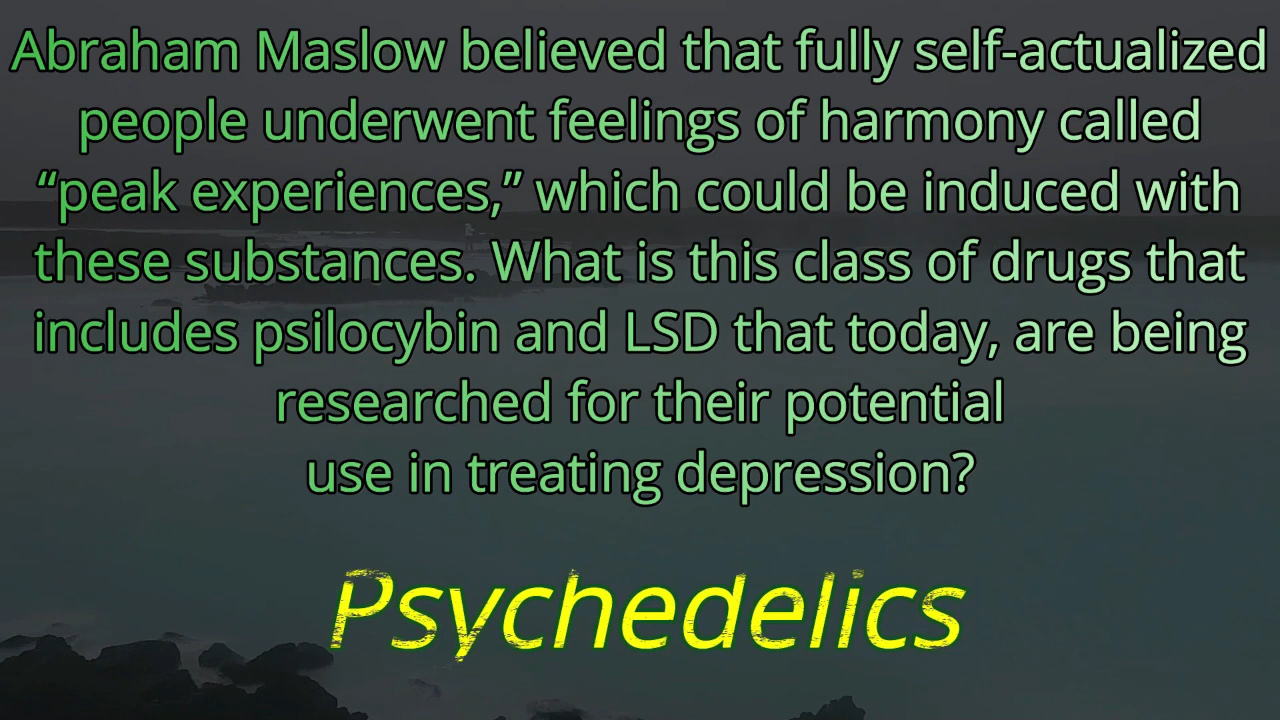 Abraham Maslow believed that fully self-actualized
people underwent feelings of harmony called
“peak experiences,” which could be induced with
these substances. What is this class of drugs that
includes psilocybin and LSD that today, are being
researched for their potential
use in treating depression?
Psychedelics